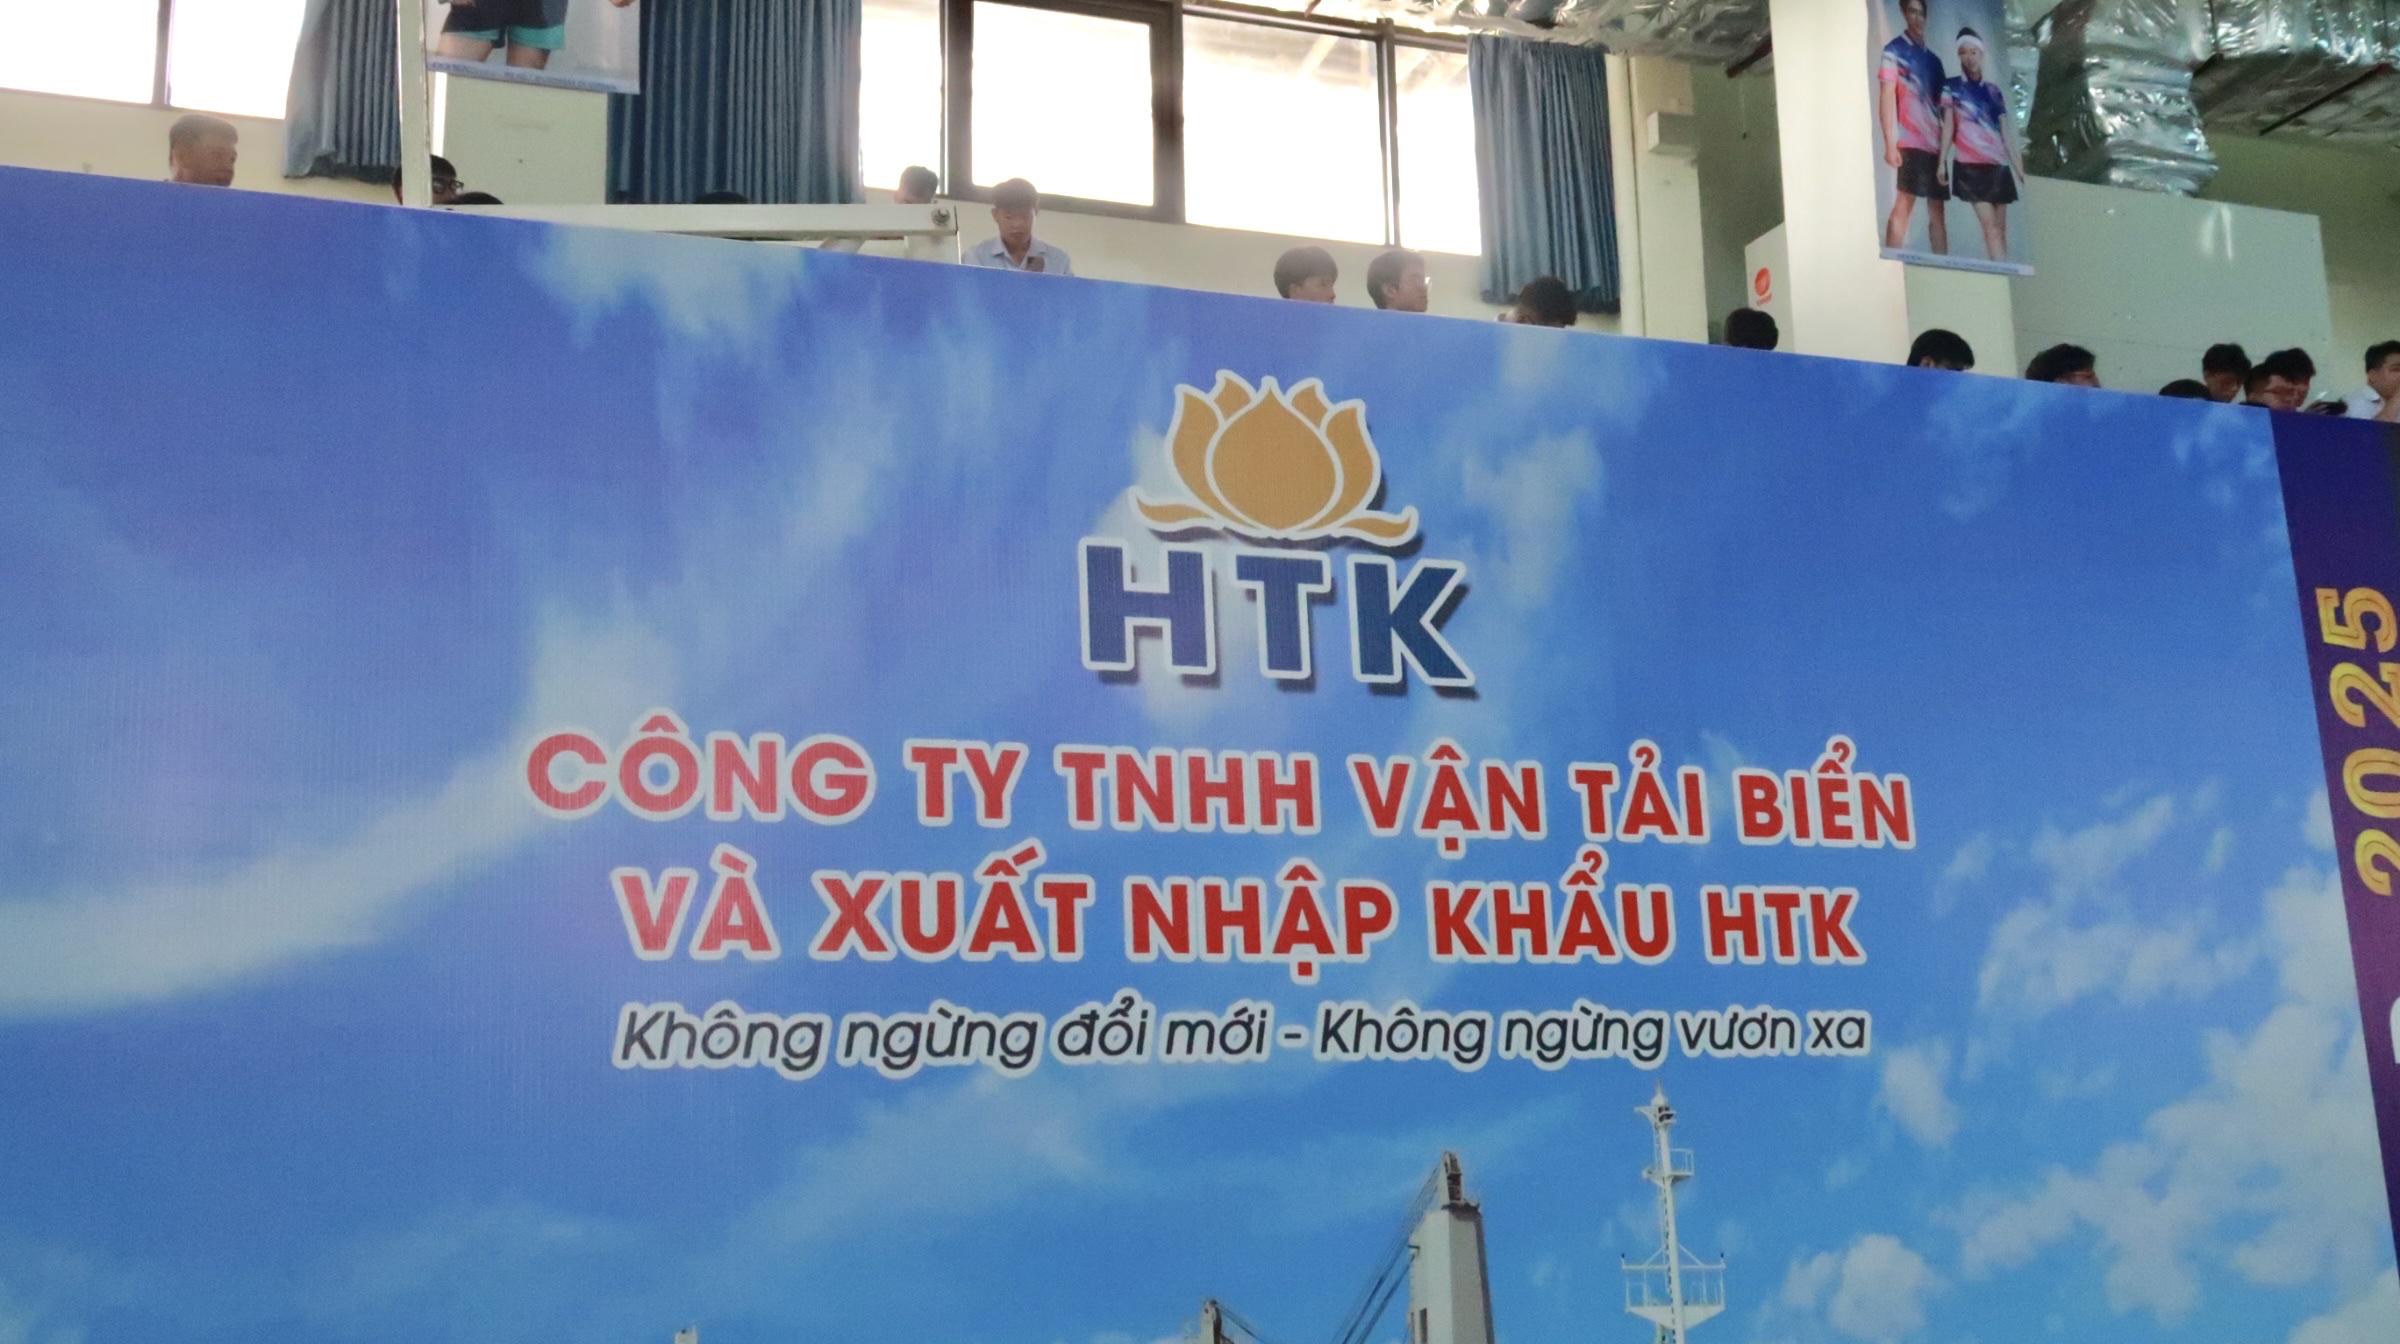 HTK
CÔNG TY TNHH VẬN TẢI BIỂN
VÀ XUẤT NHẬP KHẨU HTK
Không ngừng đổi mới - Không ngừng vươn xa
2025